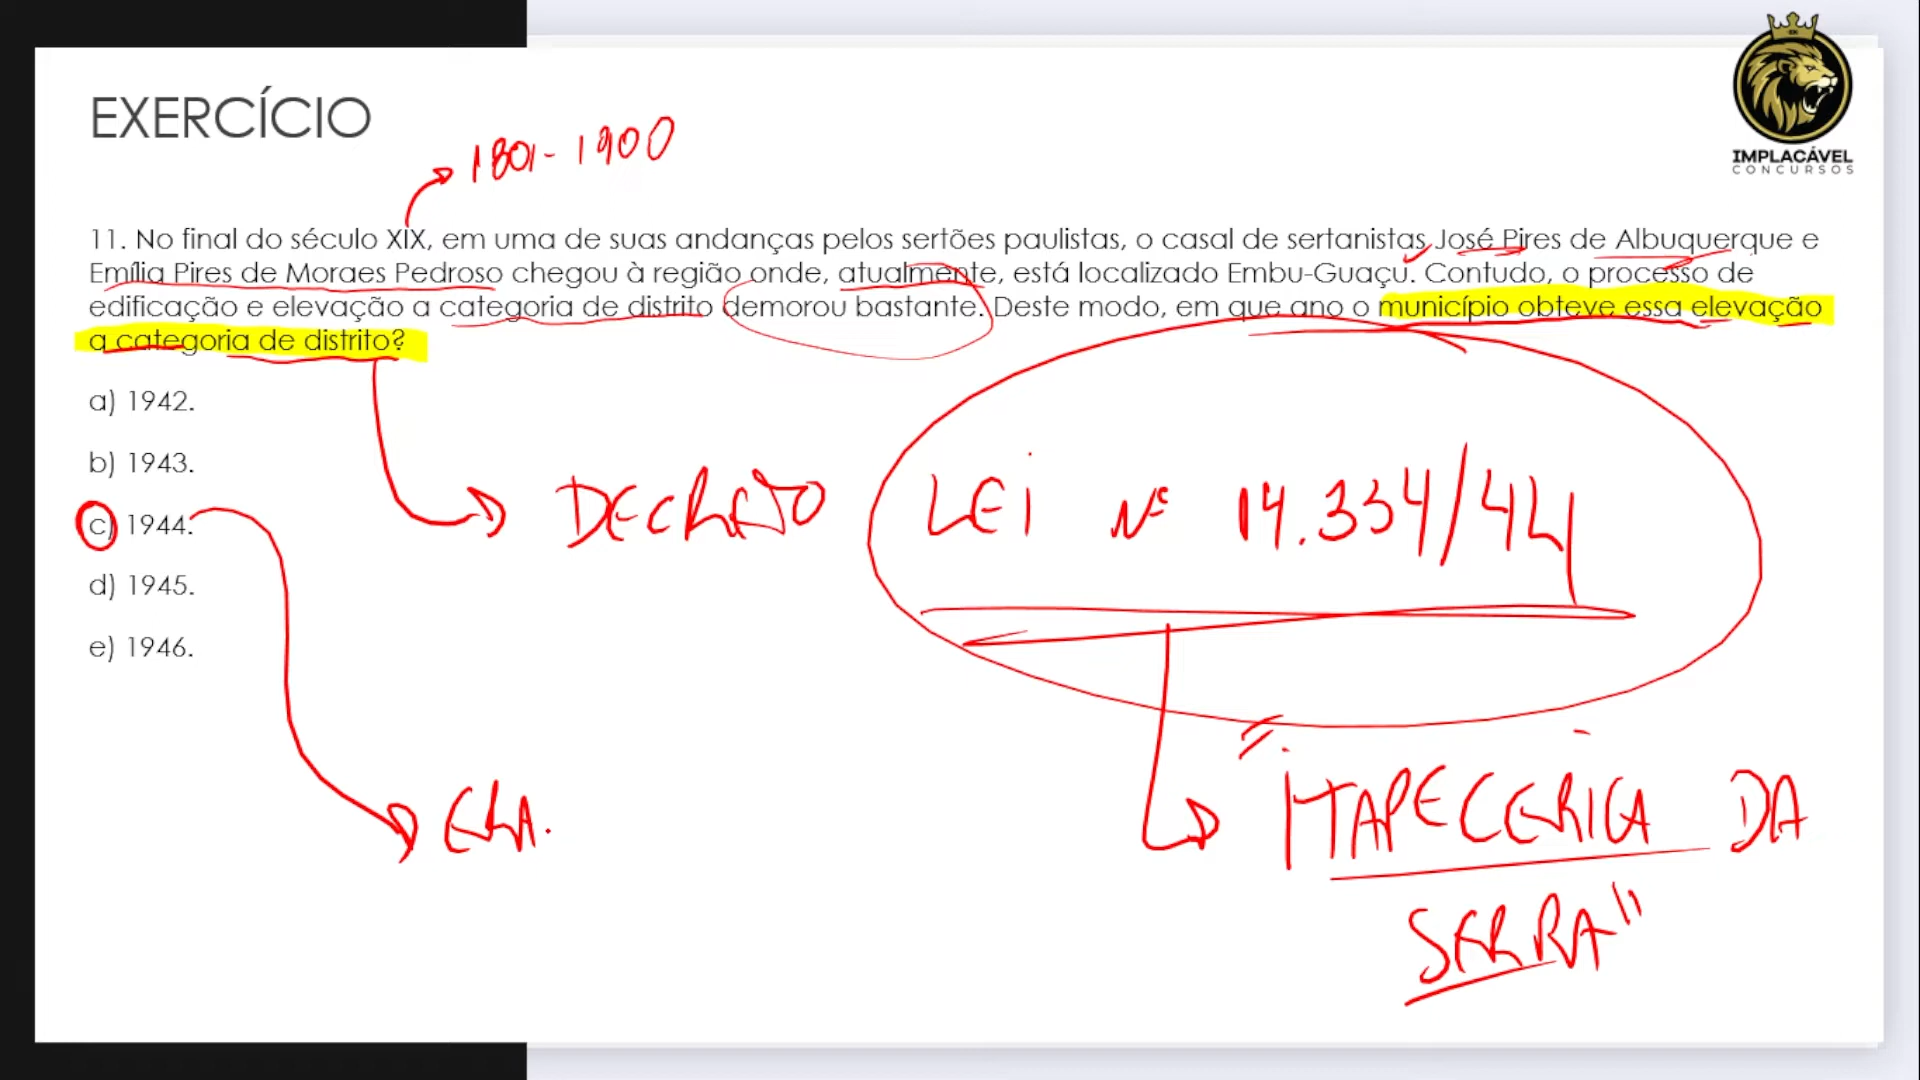 EXERCÍCIO
1801-1900
IMPLACÁVEL
CONCURSOS
11. No final do século XIX, em uma de suas andanças pelos sertões paulistas, o casal de sertanistas José Pires de Albuquerque e
Emília Pires de Moraes Pedroso chegou à região onde, atualmente, está localizado Embu-Guaçu. Contudo, o processo de
edificação e elevação a categoria de distrito demorou bastante. Deste modo, em que ano o município obteve essa elevação
a categoria de distrito?
a) 1942.
b) 1943.
c) 1944.
DECRETO LEI Nº 14.334/44
d) 1945.
e) 1946.
ERA.
"ITAPECERICA DA
SERRA"